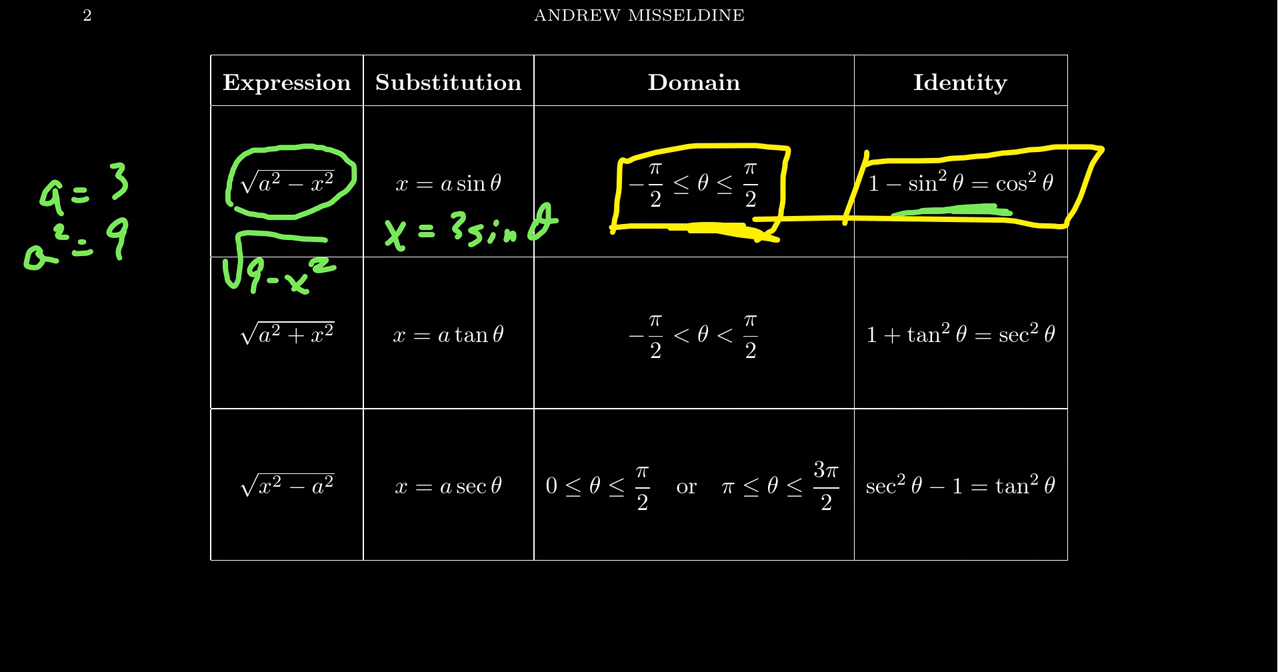 2 ANDREW MISSELDINE
Expression Substitution Domain Identity
√(a² − x²) x = a sin θ −π/2 ≤ θ ≤ π/2 1 − sin² θ = cos² θ
a = 3
x = 3 sin θ
a² = 9
√(9 - x²)
√(a² + x²) x = a tan θ −π/2 < θ < π/2 1 + tan² θ = sec² θ
√(x² − a²) x = a sec θ 0 ≤ θ ≤ π/2 or π ≤ θ ≤ 3π/2 sec² θ − 1 = tan² θ